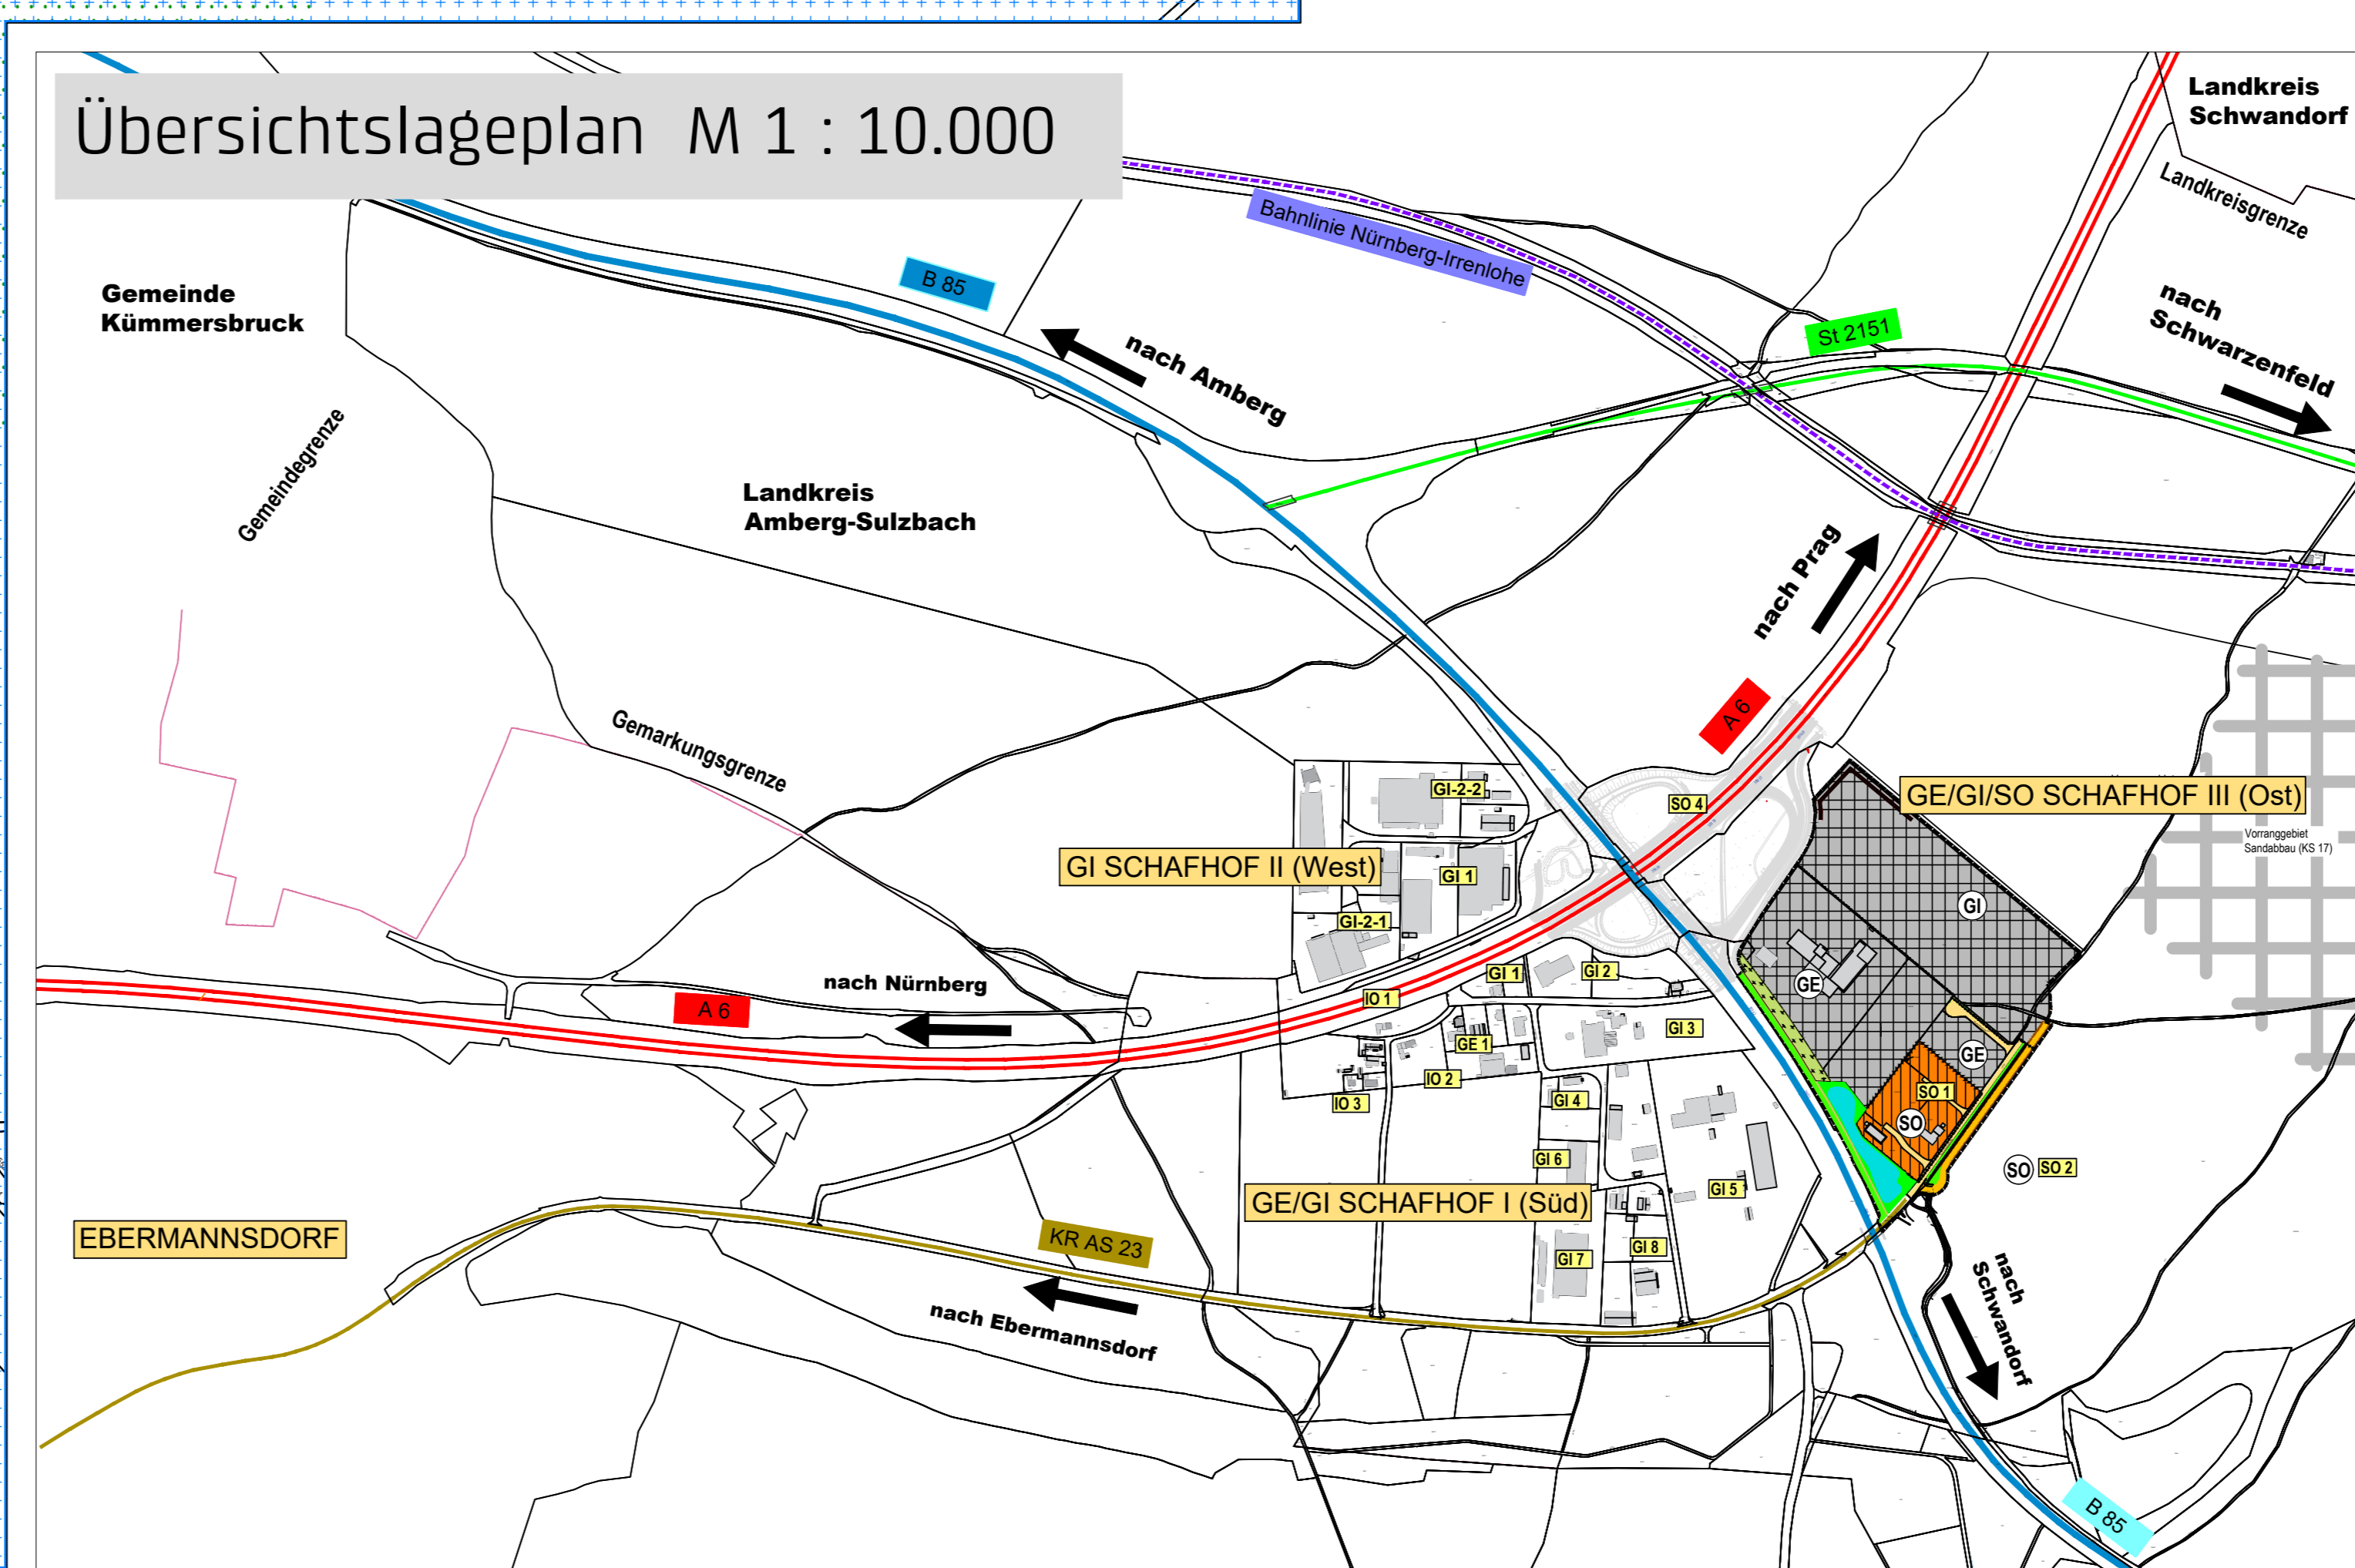 Übersichtslageplan M 1 : 10.000
Landkreis
Schwandorf
Landkreisgrenze
Bahnlinie Nürnberg-Irrenlohe
B 85
Gemeinde
Kümmersbruck
nach
Schwarzenfeld
St 2151
nach Amberg
Gemeindegrenze
Landkreis
Amberg-Sulzbach
nach Prag
A 6
Gemarkungsgrenze
GI-2-2
SO 4
GE/GI/SO SCHAFHOF III (Ost)
Vorranggebiet
Sandabbau (KS 17)
GI SCHAFHOF II (West)
GI 1
GI-2-1
GI
nach Nürnberg
A 6
IO 1
GI 1
GI 2
GE
GI 3
GE 1
GE
IO 2
IO 3
GI 4
SO 1
SO
GI 6
SO
SO 2
GI 5
GE/GI SCHAFHOF I (Süd)
EBERMANNSDORF
KR AS 23
GI 7
GI 8
nach Ebermannsdorf
nach
Schwandorf
B 85